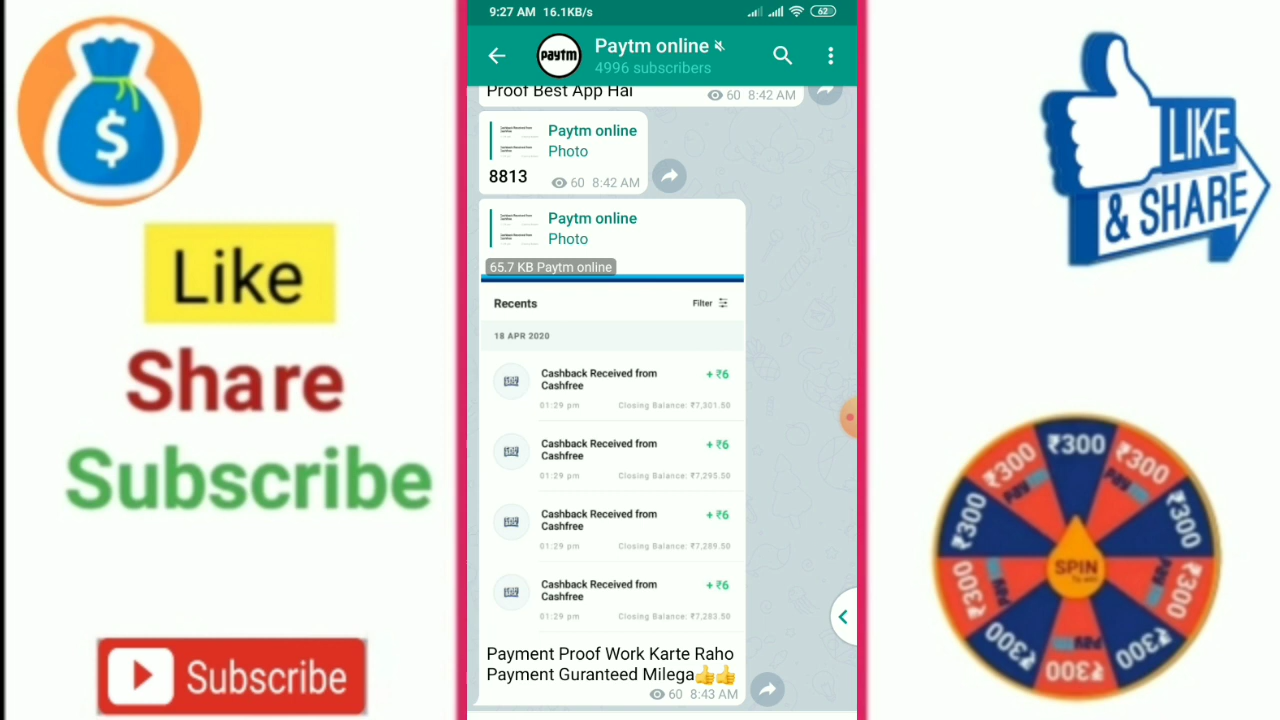 9:27 AM 16.1KB/s
62
paytm
Paytm online
4996 subscribers
Proof Best App Hai
60 8:42 AM
Paytm online
Photo
8813
60 8:42 AM
Paytm online
Photo
65.7 KB Paytm online
Recents
Filter
18 APR 2020
Cashback Received from
Cashfree
+ ₹6
01:29 pm
Closing Balance: ₹7,301.50
Cashback Received from
Cashfree
+ ₹6
01:29 pm
Closing Balance: ₹7,295.50
Cashback Received from
Cashfree
+ ₹6
01:29 pm
Closing Balance: ₹7,289.50
Cashback Received from
Cashfree
+ ₹6
01:29 pm
Closing Balance: ₹7,283.50
Payment Proof Work Karte Raho
Payment Guranteed Milega👍👍
60 8:43 AM
$
Like
Share
Subscribe
Subscribe
LIKE
& SHARE
₹300
₹300
₹300
₹300
₹300
₹300
₹300
₹300
₹300
₹300
SPIN
To win